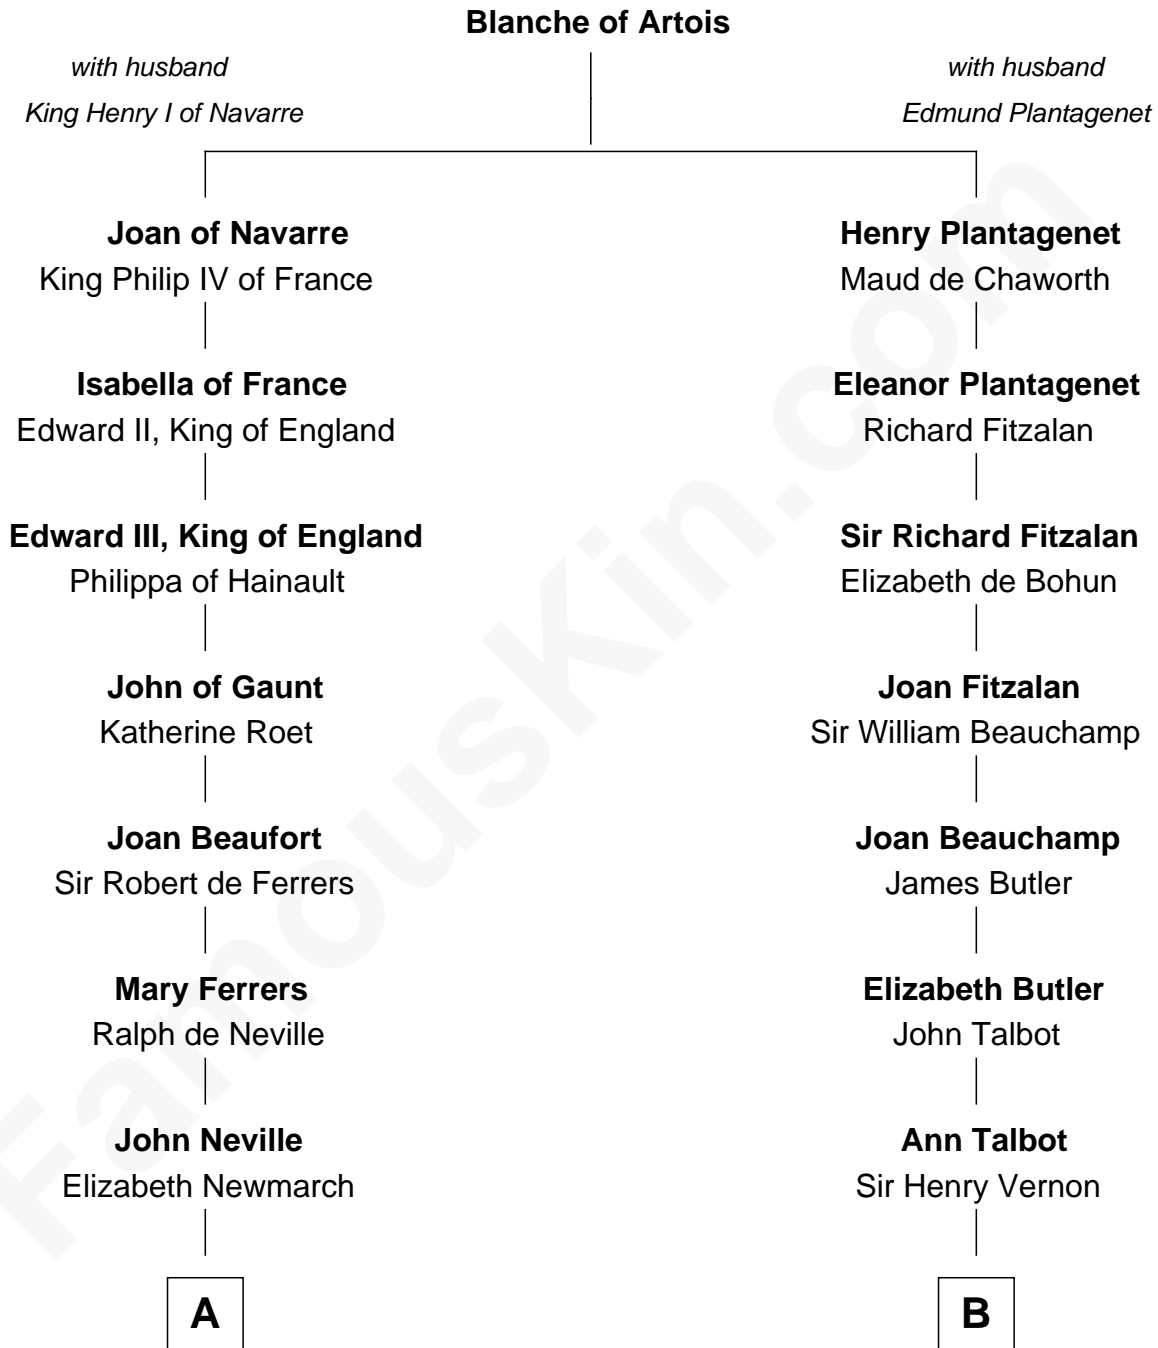 Blanche of Artois
with husband
King Henry I of Navarre
with husband
Edmund Plantagenet
Joan of Navarre
King Philip IV of France
Henry Plantagenet
Maud de Chaworth
Isabella of France
Edward II, King of England
Eleanor Plantagenet
Richard Fitzalan
Edward III, King of England
Philippa of Hainault
Sir Richard Fitzalan
Elizabeth de Bohun
John of Gaunt
Katherine Roet
Joan Fitzalan
Sir William Beauchamp
Joan Beaufort
Sir Robert de Ferrers
Joan Beauchamp
James Butler
Mary Ferrers
Ralph de Neville
Elizabeth Butler
John Talbot
John Neville
Elizabeth Newmarch
Ann Talbot
Sir Henry Vernon
A
B
FamousKin.com